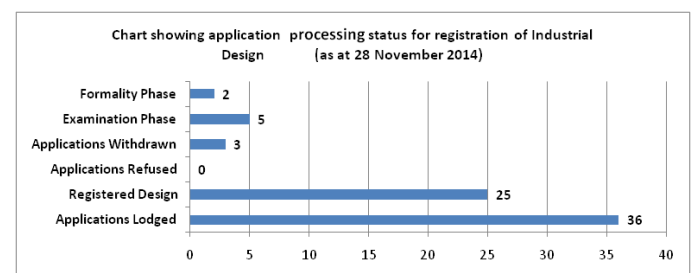 Chart showing application processing status for registration of Industrial
Design (as at 28 November 2014)
Formality Phase 2
Examination Phase 5
Applications Withdrawn 3
Applications Refused 0
Registered Design 25
Applications Lodged 36
0 5 10 15 20 25 30 35 40